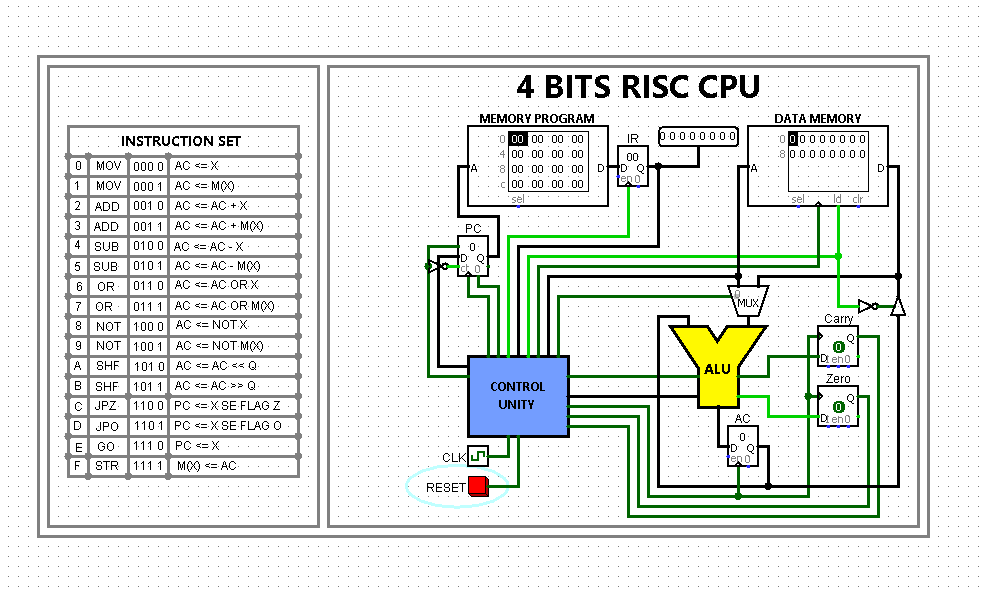 4 BITS RISC CPU
INSTRUCTION SET
0 MOV 000 0 AC <= X
1 MOV 000 1 AC <= M(X)
2 ADD 001 0 AC <= AC + X
3 ADD 001 1 AC <= AC + M(X)
4 SUB 010 0 AC <= AC - X
5 SUB 010 1 AC <= AC - M(X)
6 OR 011 0 AC <= AC OR X
7 OR 011 1 AC <= AC OR M(X)
8 NOT 100 0 AC <= NOT X
9 NOT 100 1 AC <= NOT M(X)
A SHF 101 0 AC <= AC << Q
B SHF 101 1 AC <= AC >> Q
C JPZ 110 0 PC <= X SE FLAG Z
D JPO 110 1 PC <= X SE FLAG O
E GO 111 0 PC <= X
F STR 111 1 M(X) <= AC
MEMORY PROGRAM
0 00 00 00 00
4 00 00 00 00
8 00 00 00 00
c 00 00 00 00
A D
sel
IR
00
D Q
en 0
0 0 0 0 0 0 0 0
DATA MEMORY
0 0 0 0 0 0 0 0 0
8 0 0 0 0 0 0 0 0
A D
sel ld clr
PC
0
D Q
0
MUX
ALU
Carry
0
Q
D en 0
Zero
0
Q
D en 0
AC
0
D Q
en 0
CONTROL
UNITY
CLK
RESET